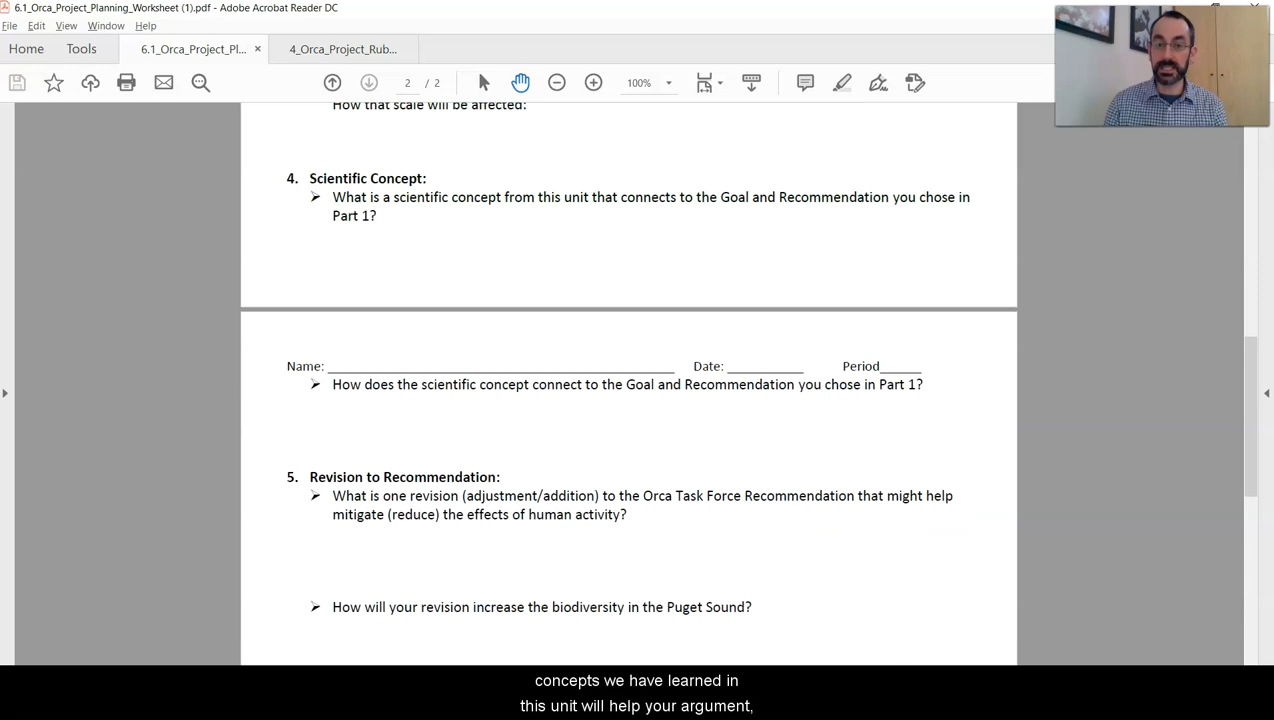 6.1_Orca_Project_Planning_Worksheet (1).pdf - Adobe Acrobat Reader DC
File Edit View Window Help
Home Tools 6.1_Orca_Project_Pl... × 4_Orca_Project_Rub...
2 / 2 100%
How that scale will be affected:
4. Scientific Concept:
➢ What is a scientific concept from this unit that connects to the Goal and Recommendation you chose in
Part 1?
Name: ______ Date: ______ Period______
➢ How does the scientific concept connect to the Goal and Recommendation you chose in Part 1?
5. Revision to Recommendation:
➢ What is one revision (adjustment/addition) to the Orca Task Force Recommendation that might help
mitigate (reduce) the effects of human activity?
➢ How will your revision increase the biodiversity in the Puget Sound?
concepts we have learned in
this unit will help your argument,